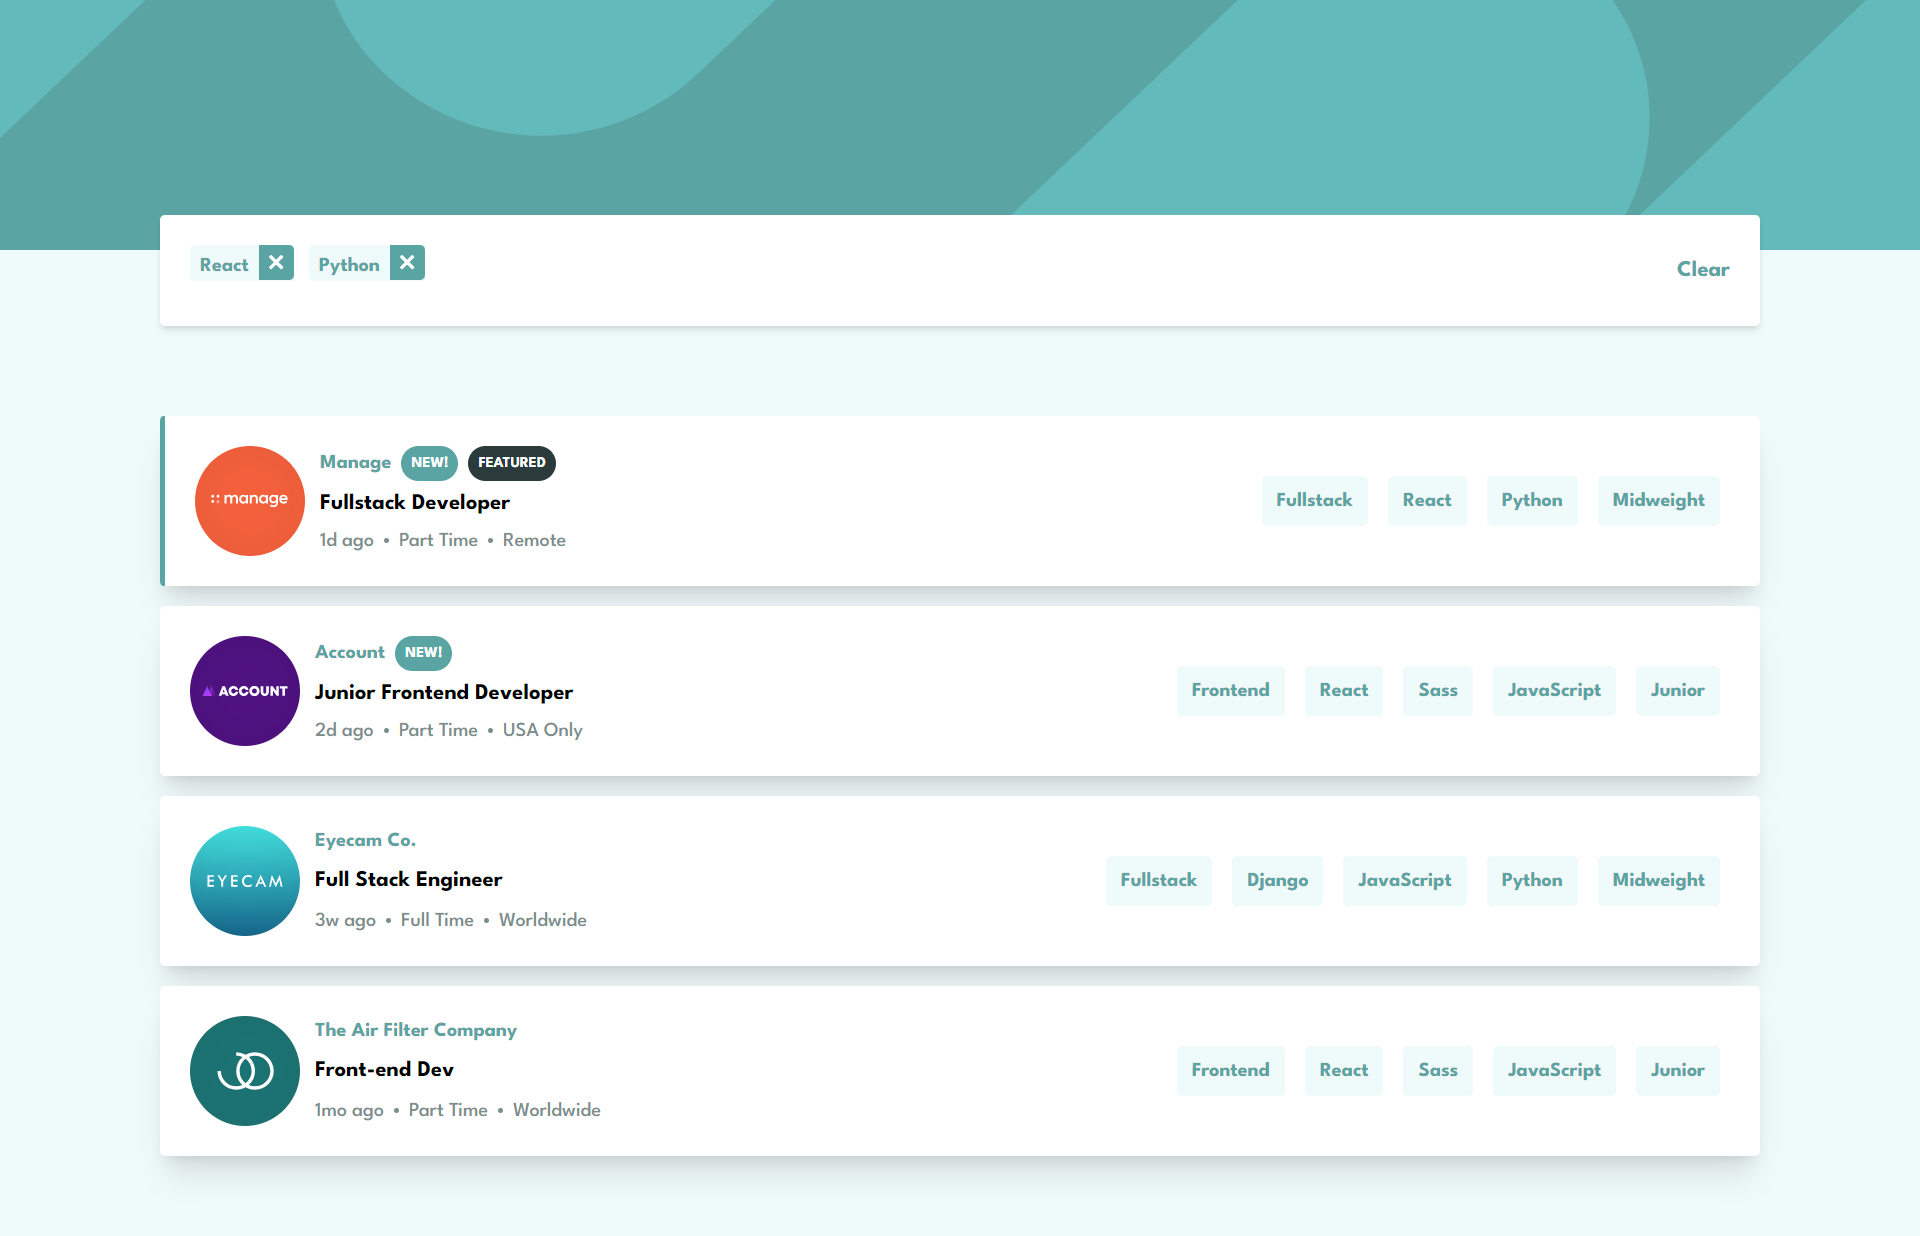 React Python Clear
manage
Manage NEW! FEATURED
Fullstack Developer
1d ago • Part Time • Remote
Fullstack React Python Midweight
ACCOUNT
Account NEW!
Junior Frontend Developer
2d ago • Part Time • USA Only
Frontend React Sass JavaScript Junior
EYECAM
Eyecam Co.
Full Stack Engineer
3w ago • Full Time • Worldwide
Fullstack Django JavaScript Python Midweight
The Air Filter Company
Front-end Dev
1mo ago • Part Time • Worldwide
Frontend React Sass JavaScript Junior